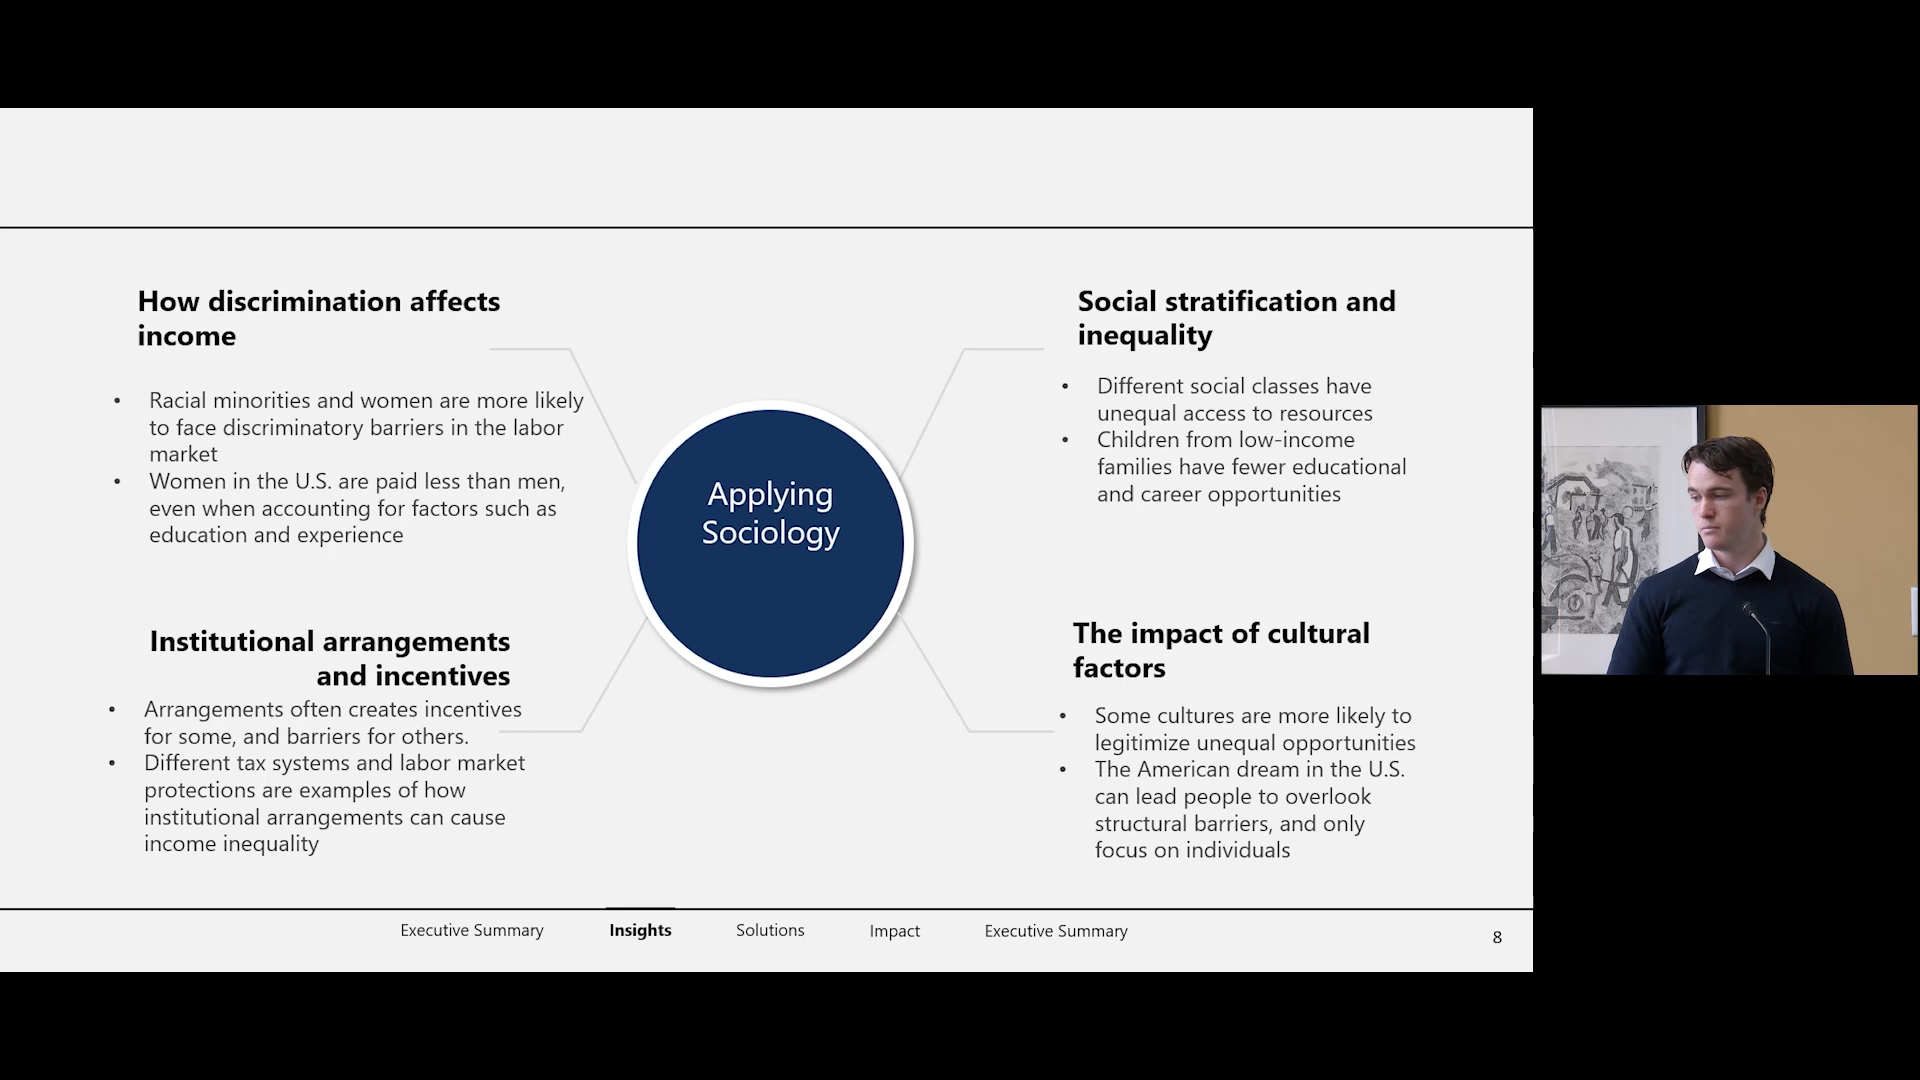 How discrimination affects
income
• Racial minorities and women are more likely
to face discriminatory barriers in the labor
market
• Women in the U.S. are paid less than men,
even when accounting for factors such as
education and experience
Institutional arrangements
and incentives
• Arrangements often creates incentives
for some, and barriers for others.
• Different tax systems and labor market
protections are examples of how
institutional arrangements can cause
income inequality
Applying
Sociology
Social stratification and
inequality
• Different social classes have
unequal access to resources
• Children from low-income
families have fewer educational
and career opportunities
The impact of cultural
factors
• Some cultures are more likely to
legitimize unequal opportunities
• The American dream in the U.S.
can lead people to overlook
structural barriers, and only
focus on individuals
Executive Summary Insights Solutions Impact Executive Summary
8